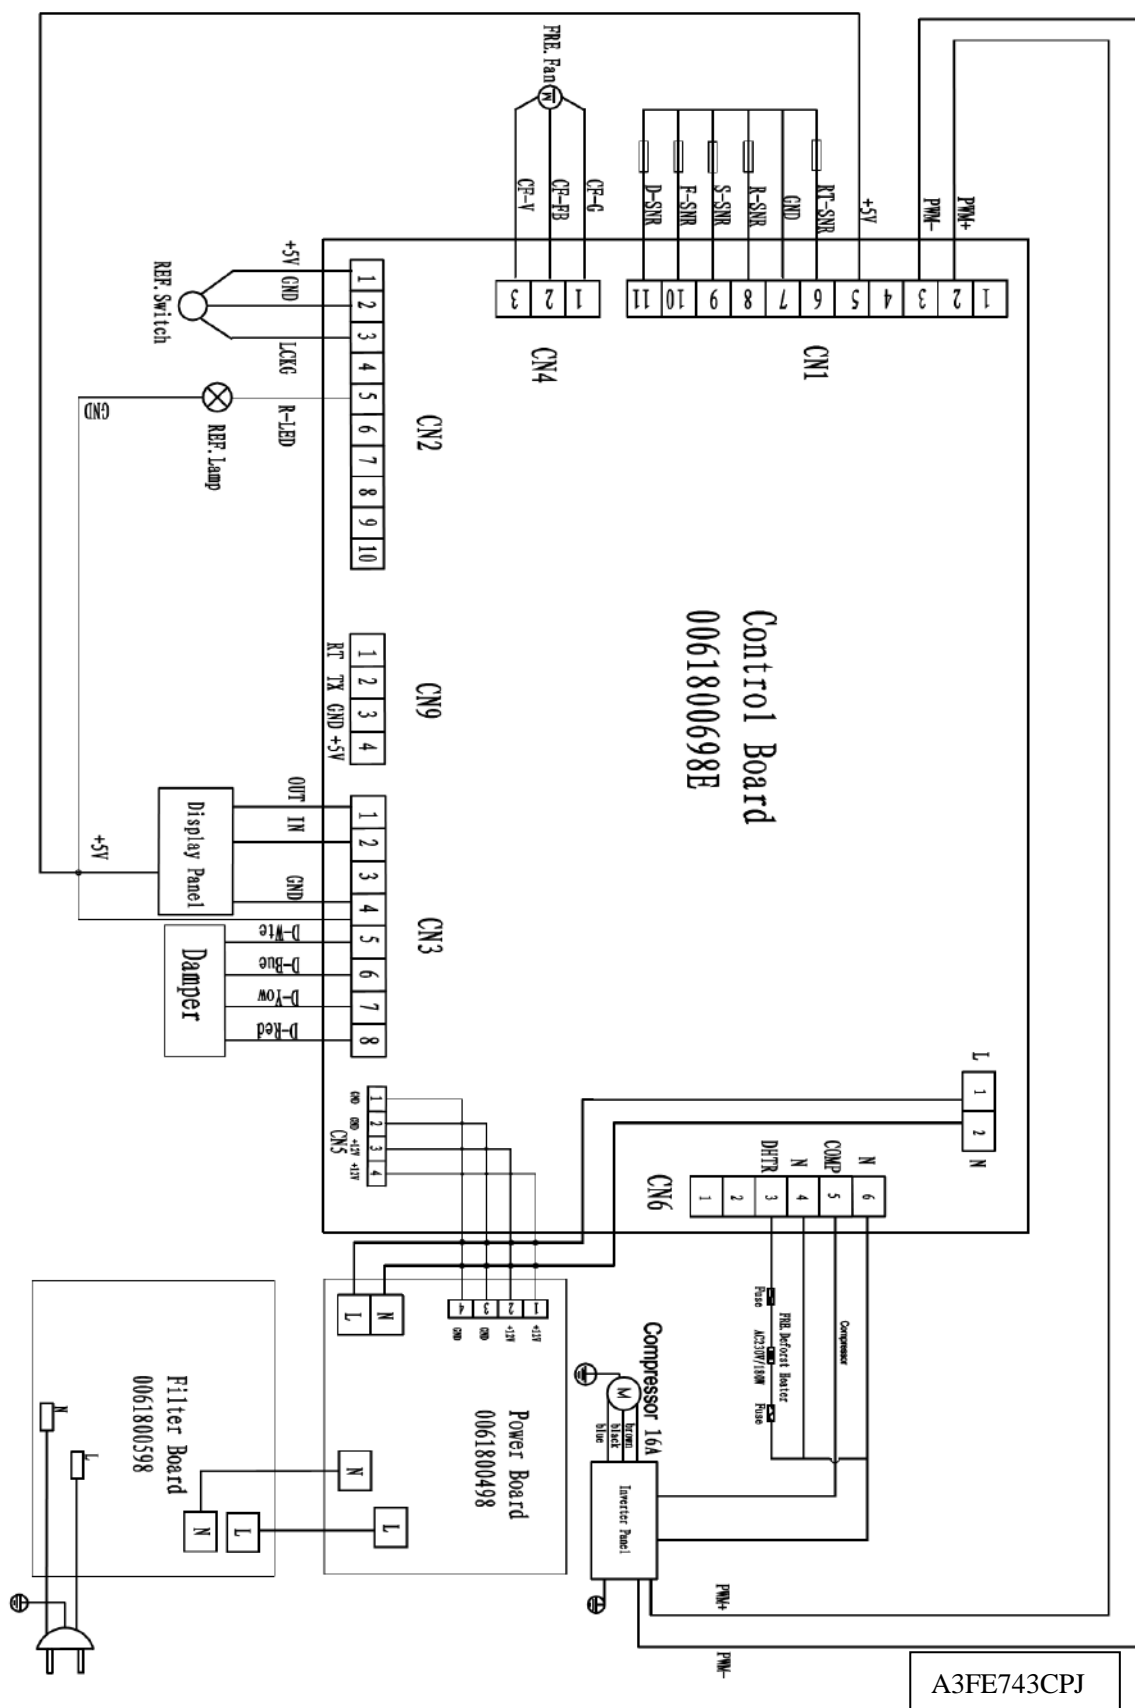 FRE. Fan
M
CF-V
CF-FB
CF-G
3
2
1
CN4
D-SNR
F-SNR
S-SNR
R-SNR
GND
RT-SNR
+5V
PWM-
PWM+
11
10
9
8
7
6
5
4
3
2
1
CN1
REF. Switch
+5V
GND
LCKG
REF. Lamp
GND
R-LED
1
2
3
4
5
6
7
8
9
10
CN2
Control Board
0061800698E
RT
TX
GND
+5V
1
2
3
4
CN9
Display Panel
+5V
OUT
IN
GND
1
2
3
4
5
6
7
8
CN3
Damper
D-Wte
D-Bue
D-Yow
D-Red
GND
GND
+12V
+12V
1
2
3
4
CN5
L
1
2
N
DHTR
N
COMP
N
1
2
3
4
5
6
CN6
Fuse
FRE. Deforst Heater
AC230V/180W
Fuse
Compressor
L
N
4
3
2
1
GND
GND
+12V
+12V
Power Board
0061800498
N
L
Filter Board
0061800598
N
L
N
L
Compressor 16A
M
brown
black
blue
Inverter Panel
PWM+
PWM-
A3FE743CPJ